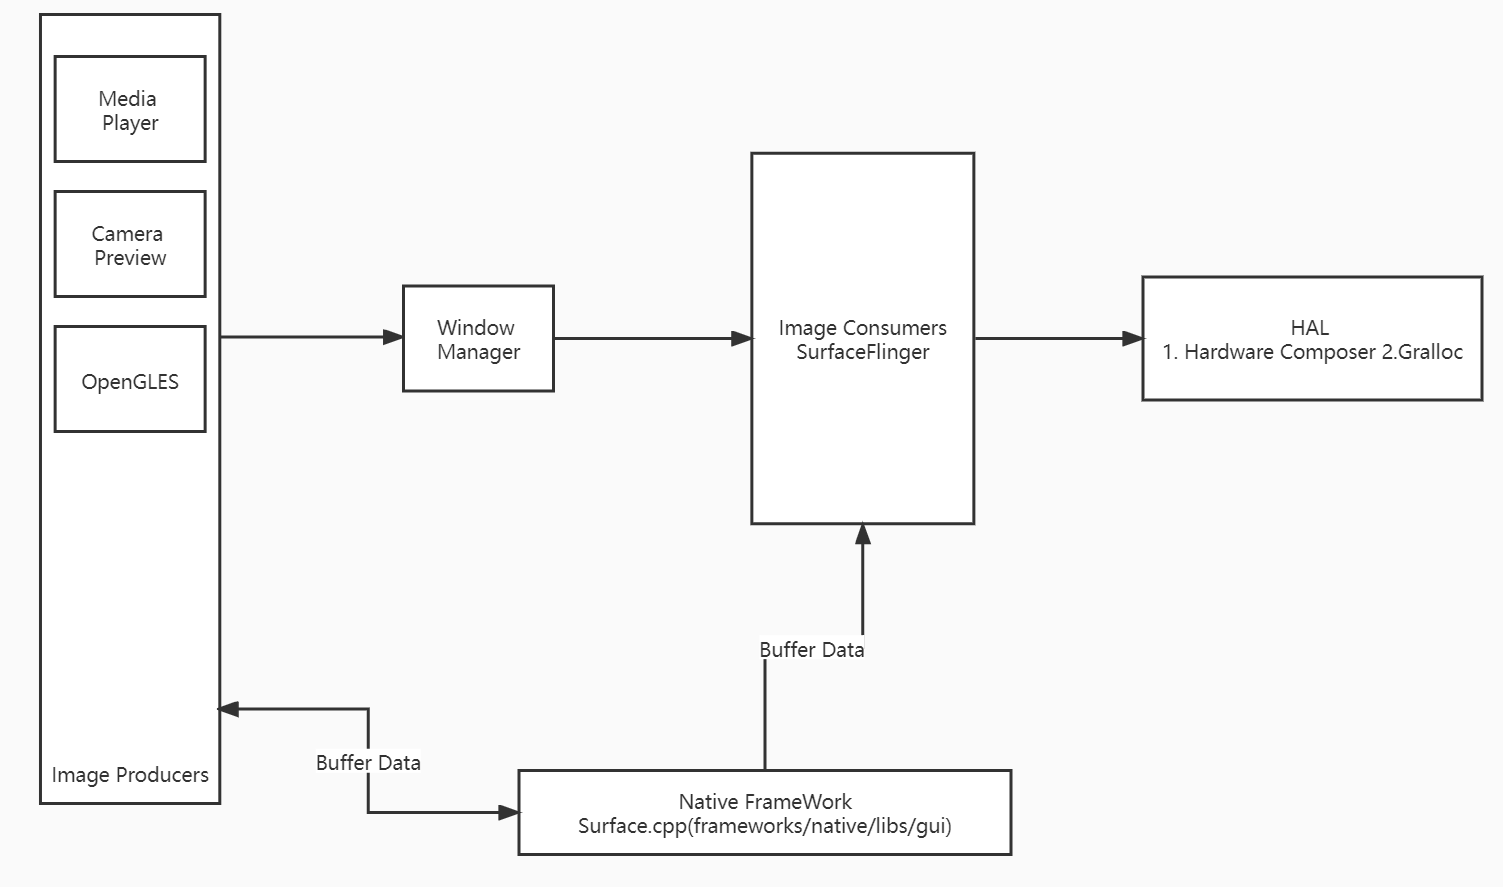 Media
Player
Camera
Preview
OpenGLES
Image Producers
Window
Manager
Image Consumers
SurfaceFlinger
HAL
1. Hardware Composer 2.Gralloc
Buffer Data
Buffer Data
Native FrameWork
Surface.cpp(frameworks/native/libs/gui)